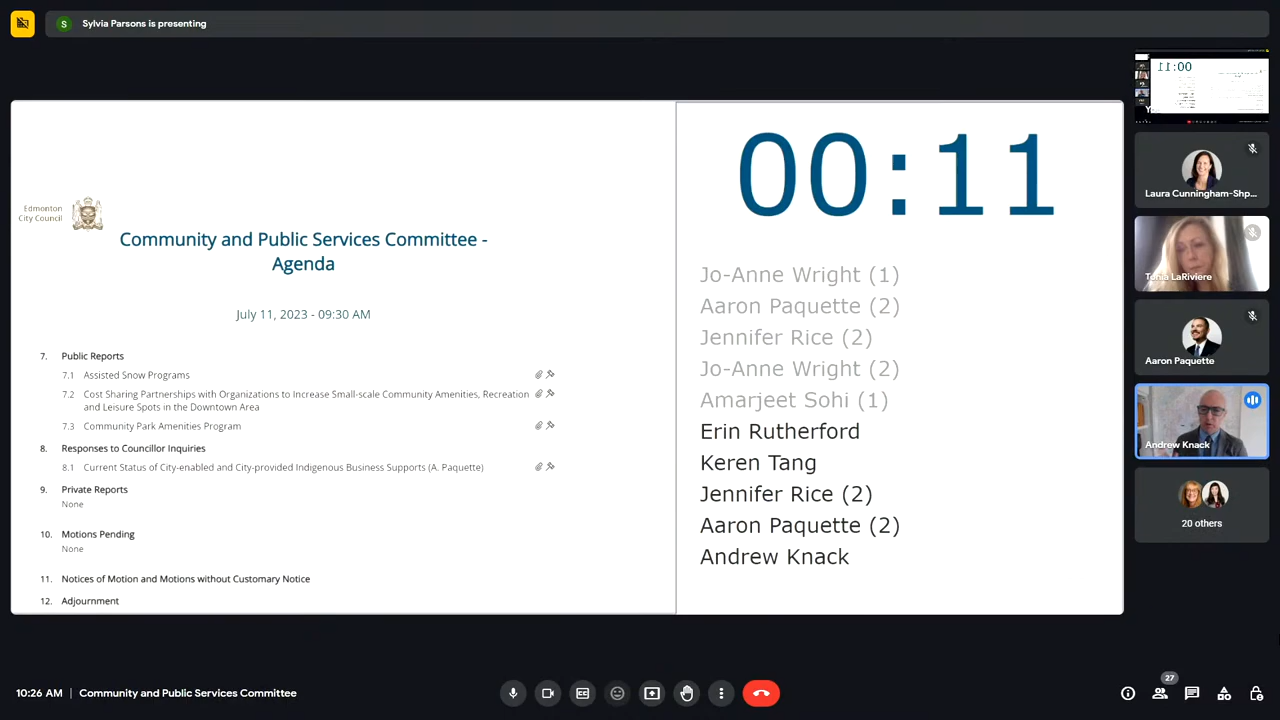 S Sylvia Parsons is presenting
Edmonton
City Council
Community and Public Services Committee -
Agenda
July 11, 2023 - 09:30 AM
7. Public Reports
7.1 Assisted Snow Programs
7.2 Cost Sharing Partnerships with Organizations to Increase Small-scale Community Amenities, Recreation
and Leisure Spots in the Downtown Area
7.3 Community Park Amenities Program
8. Responses to Councillor Inquiries
8.1 Current Status of City-enabled and City-provided Indigenous Business Supports (A. Paquette)
9. Private Reports
None
10. Motions Pending
None
11. Notices of Motion and Motions without Customary Notice
12. Adjournment
00:11
Jo-Anne Wright (1)
Aaron Paquette (2)
Jennifer Rice (2)
Jo-Anne Wright (2)
Amarjeet Sohi (1)
Erin Rutherford
Keren Tang
Jennifer Rice (2)
Aaron Paquette (2)
Andrew Knack
Laura Cunningham-Shp...
Tonia LaRiviere
Aaron Paquette
Andrew Knack
20 others
10:26 AM | Community and Public Services Committee
27